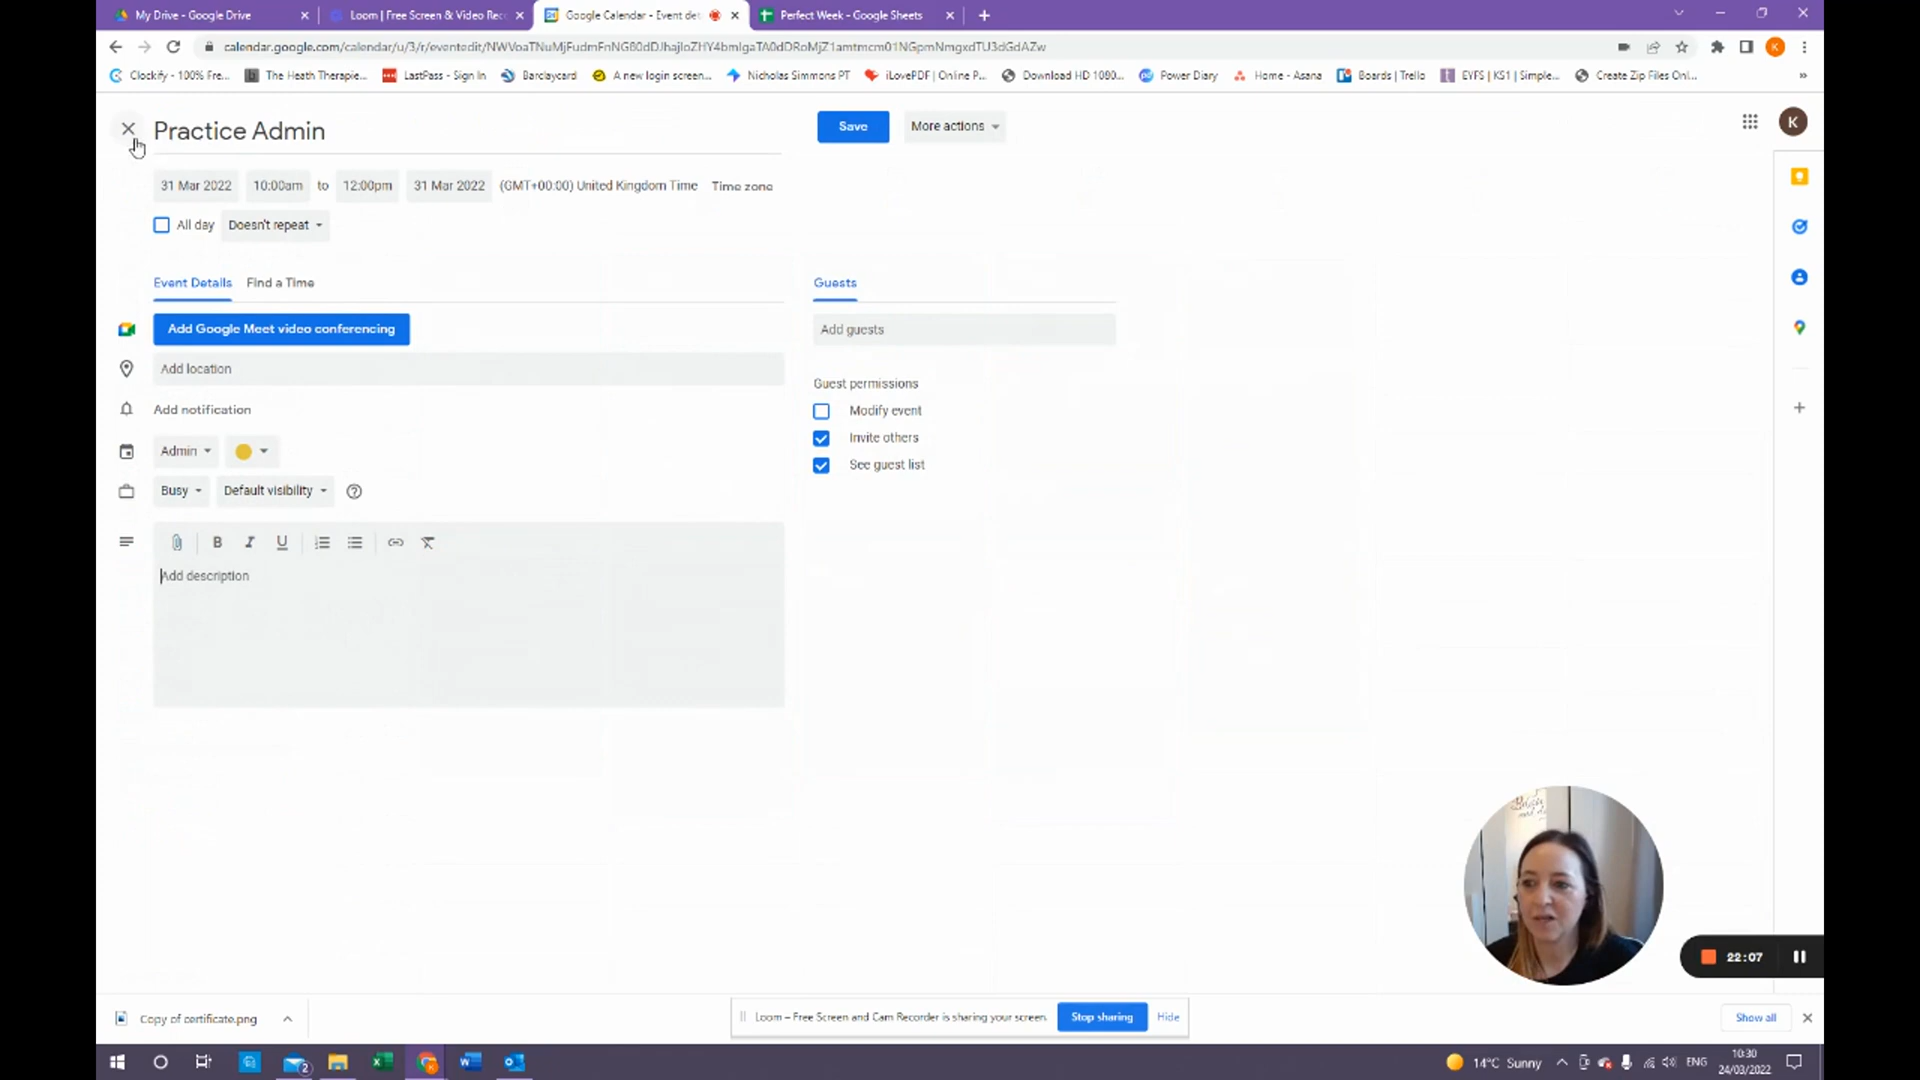 My Drive - Google Drive
Loom | Free Screen & Video Rec
Google Calendar - Event det
Perfect Week - Google Sheets
Clockify - 100% Fre...
The Heath Therapie...
LastPass - Sign In
Barclaycard
A new login screen...
Nicholas Simmons PT
iLovePDF | Online P...
Download HD 1080...
Power Diary
Home - Asana
Boards | Trello
EYFS | KS1 | Simple...
Create Zip Files Onl...
Practice Admin
Save
More actions
K
31 Mar 2022
10:00am
to
12:00pm
31 Mar 2022
(GMT+00:00) United Kingdom Time
Time zone
All day
Doesn't repeat
Event Details
Find a Time
Guests
Add Google Meet video conferencing
Add guests
Add location
Guest permissions
Add notification
Modify event
Invite others
Admin
See guest list
Busy
Default visibility
B I U
Add description
22:07
Copy of certificate.png
Loom – Free Screen and Cam Recorder is sharing your screen.
Stop sharing
Hide
Show all
14°C Sunny
ENG
10:30
24/03/2022